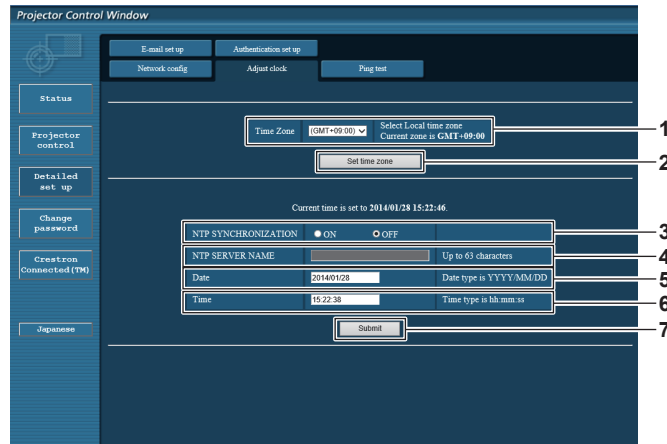 Projector Control Window
E-mail set up
Authentication set up
Network config
Adjust clock
Ping test
Status
Projector
control
Detailed
set up
Change
password
Crestron
Connected(TM)
Japanese
Time Zone
(GMT+09:00)
Select Local time zone
Current zone is GMT+09:00
1
Set time zone
2
Current time is set to 2014/01/28 15:22:46.
NTP SYNCHRONIZATION
ON
OFF
3
NTP SERVER NAME
Up to 63 characters
4
Date
2014/01/28
Date type is YYYY/MM/DD
5
Time
15:22:38
Time type is hh:mm:ss
6
Submit
7